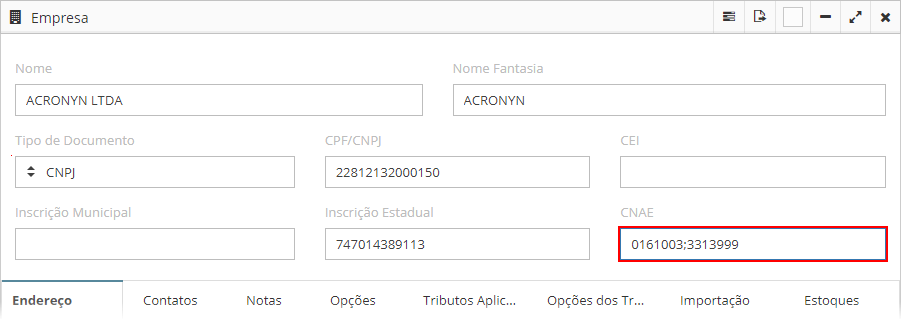 Empresa
Nome Nome Fantasia
ACRONYN LTDA ACRONYN
Tipo de Documento CPF/CNPJ CEI
CNPJ 22812132000150
Inscrição Municipal Inscrição Estadual CNAE
747014389113 0161003;3313999
Endereço Contatos Notas Opções Tributos Aplic... Opções dos Tr... Importação Estoques